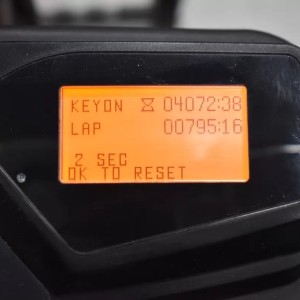 KEYON 04072:38
LAP 00795:16
2 SEC
OK TO RESET